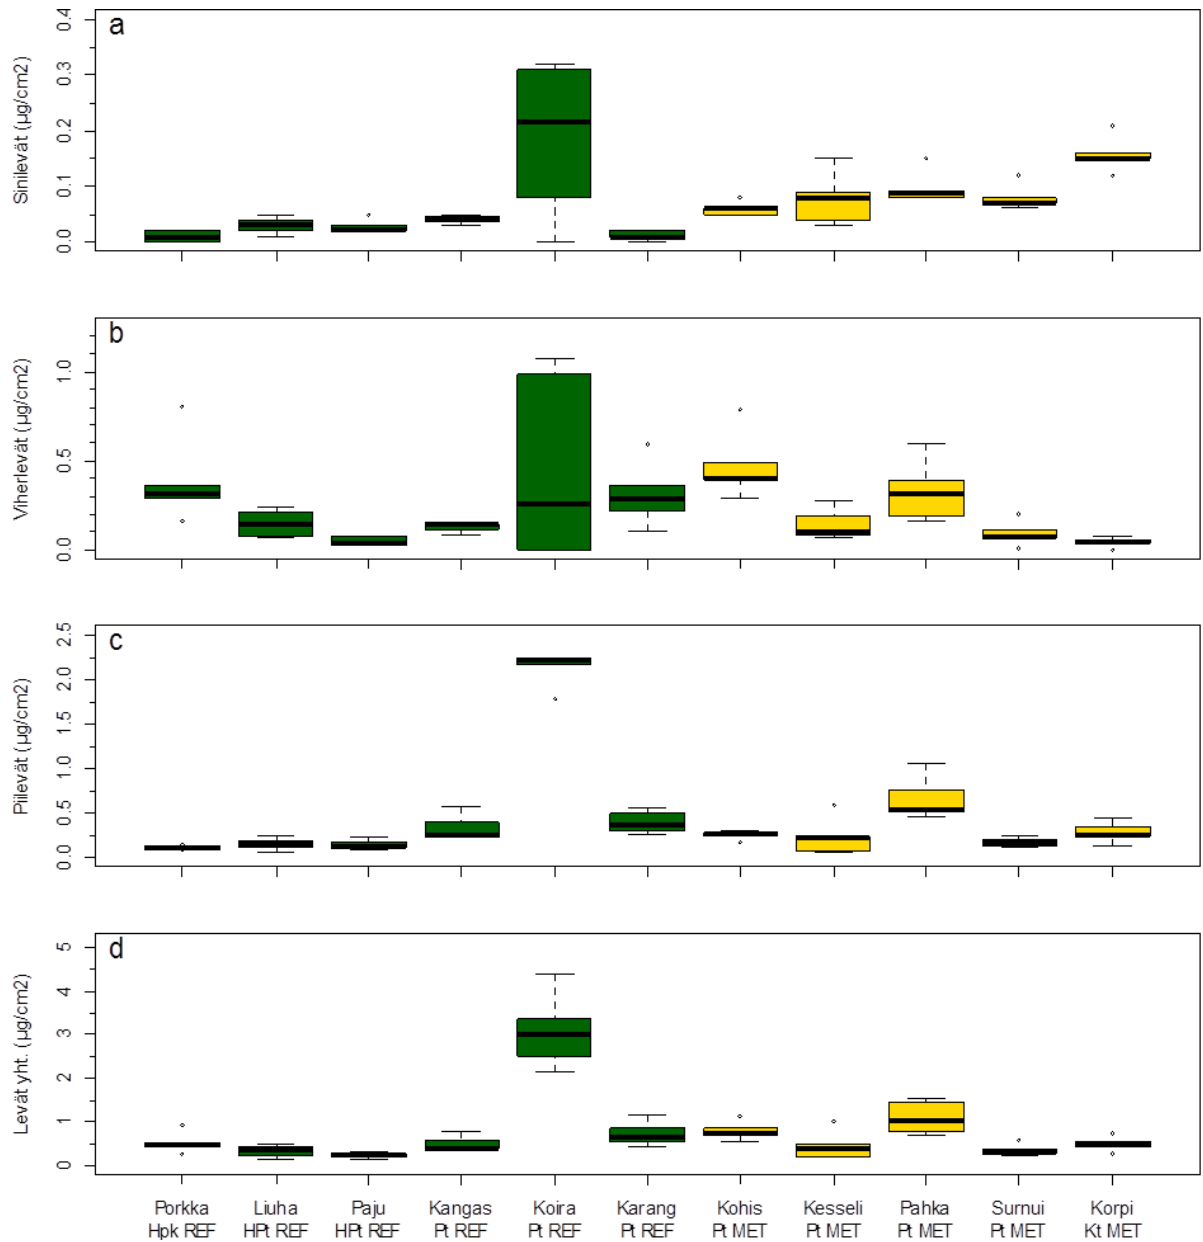 a
Sinilevät (µg/cm2)
0.4
0.3
0.2
0.1
0.0
b
Viherlevät (µg/cm2)
1.0
0.5
0.0
c
Piilevät (µg/cm2)
2.5
2.0
1.5
1.0
0.5
0.0
d
Levät yht. (µg/cm2)
5
4
3
2
1
0
Porkka Liuha Paju Kangas Koira Karang Kohis Kesseli Pahka Surnui Korpi
Hpk REF HPt REF HPt REF Pt REF Pt REF Pt REF Pt MET Pt MET Pt MET Pt MET Kt MET